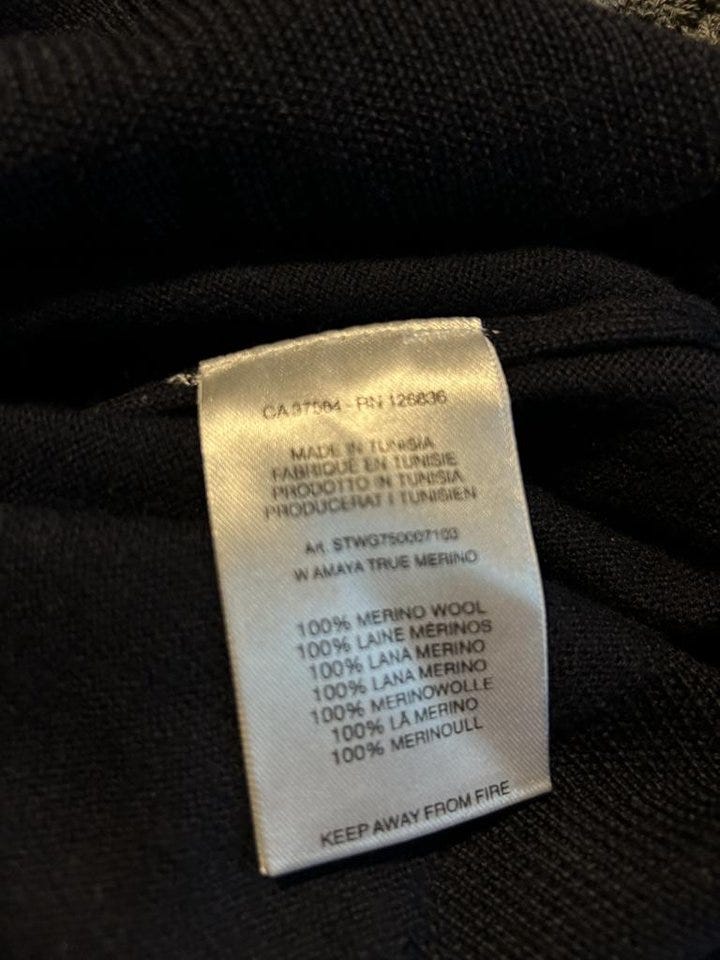 CA 37584 - RN 126836
MADE IN TUNISIA
FABRIQUÉ EN TUNISIE
PRODOTTO IN TUNISIA
PRODUCERAT I TUNISIEN
Art. STWG750007103
W AMAYA TRUE MERINO
100% MERINO WOOL
100% LAINE MÉRINOS
100% LANA MERINO
100% LANA MERINO
100% MERINOWOLLE
100% LÃ MERINO
100% MERINOULL
KEEP AWAY FROM FIRE